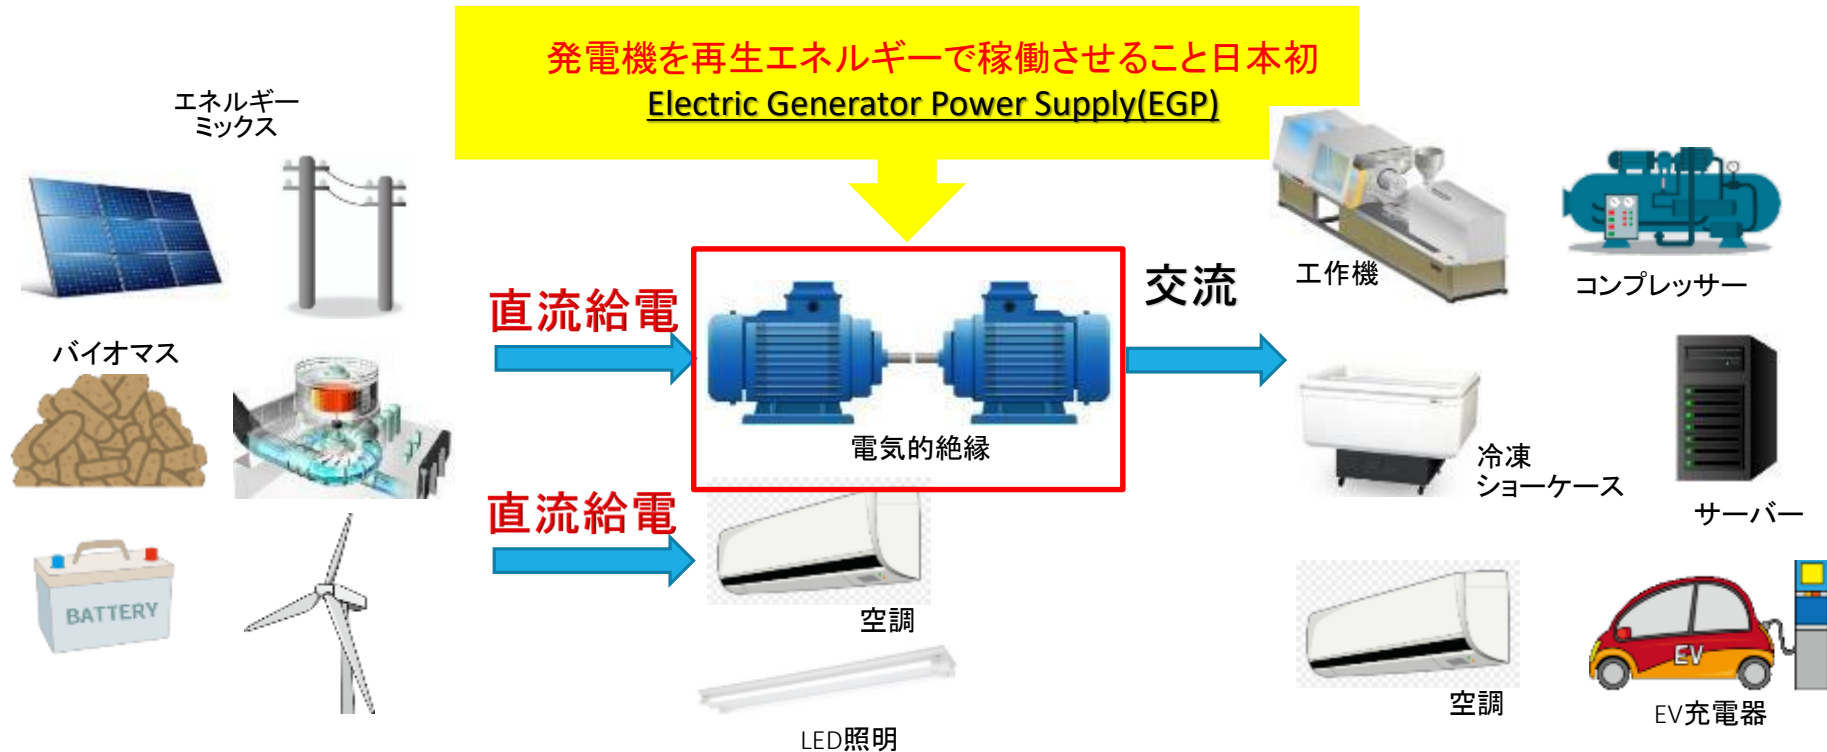 発電機を再生エネルギーで稼働させること日本初
Electric Generator Power Supply(EGP)
エネルギー
ミックス
バイオマス
BATTERY
直流給電
直流給電
電気的絶縁
空調
LED照明
交流
工作機
コンプレッサー
冷凍
ショーケース
サーバー
空調
EV
EV充電器